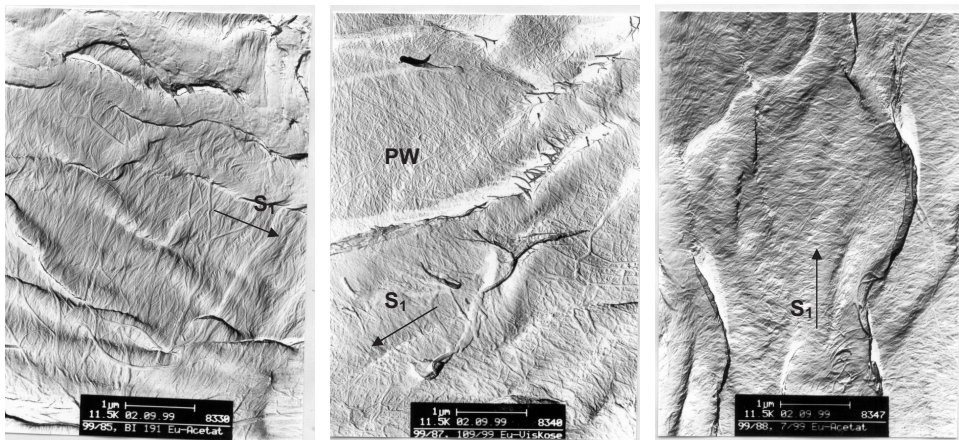 S₁
1µm
11.5K 02.09.99 8330
99/85, BI 191 Eu-Acetat
PW
S₁
1µm
11.5K 02.09.99 8340
99/87, 109/99 Eu-Viskose
S₁
1µm
11.5K 02.09.99 8347
99/88, 7/99 Eu-Acetat